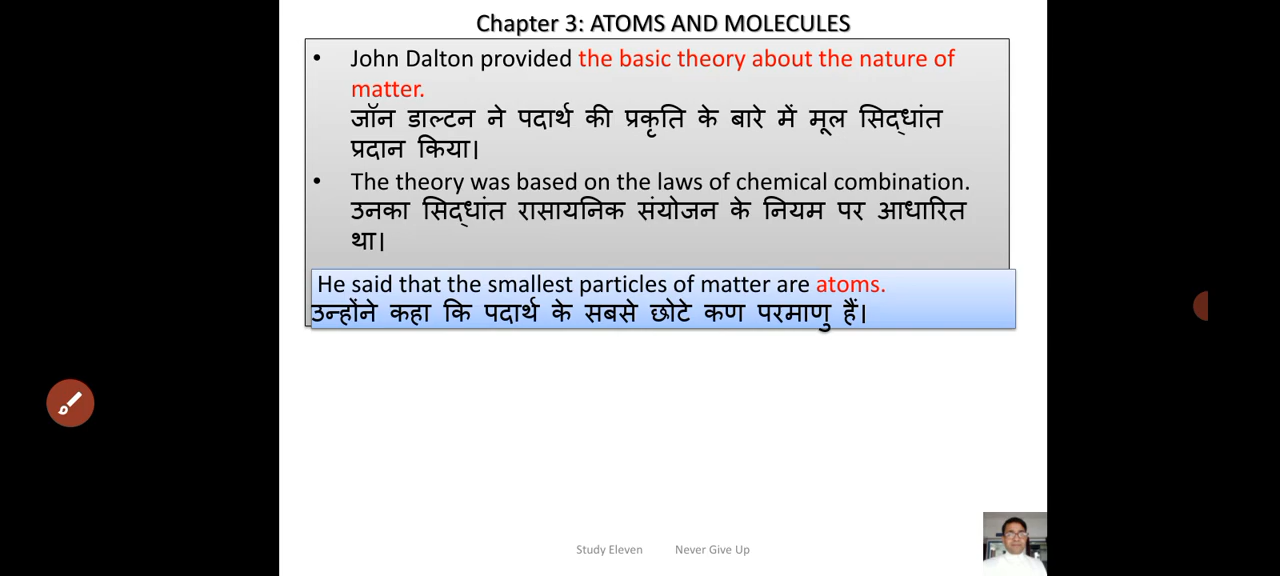 Chapter 3: ATOMS AND MOLECULES
• John Dalton provided the basic theory about the nature of
matter.
जॉन डाल्टन ने पदार्थ की प्रकृति के बारे में मूल सिद्धांत
प्रदान किया।
• The theory was based on the laws of chemical combination.
उनका सिद्धांत रासायनिक संयोजन के नियम पर आधारित
था।
He said that the smallest particles of matter are atoms.
उन्होंने कहा कि पदार्थ के सबसे छोटे कण परमाणु हैं।
Study Eleven Never Give Up